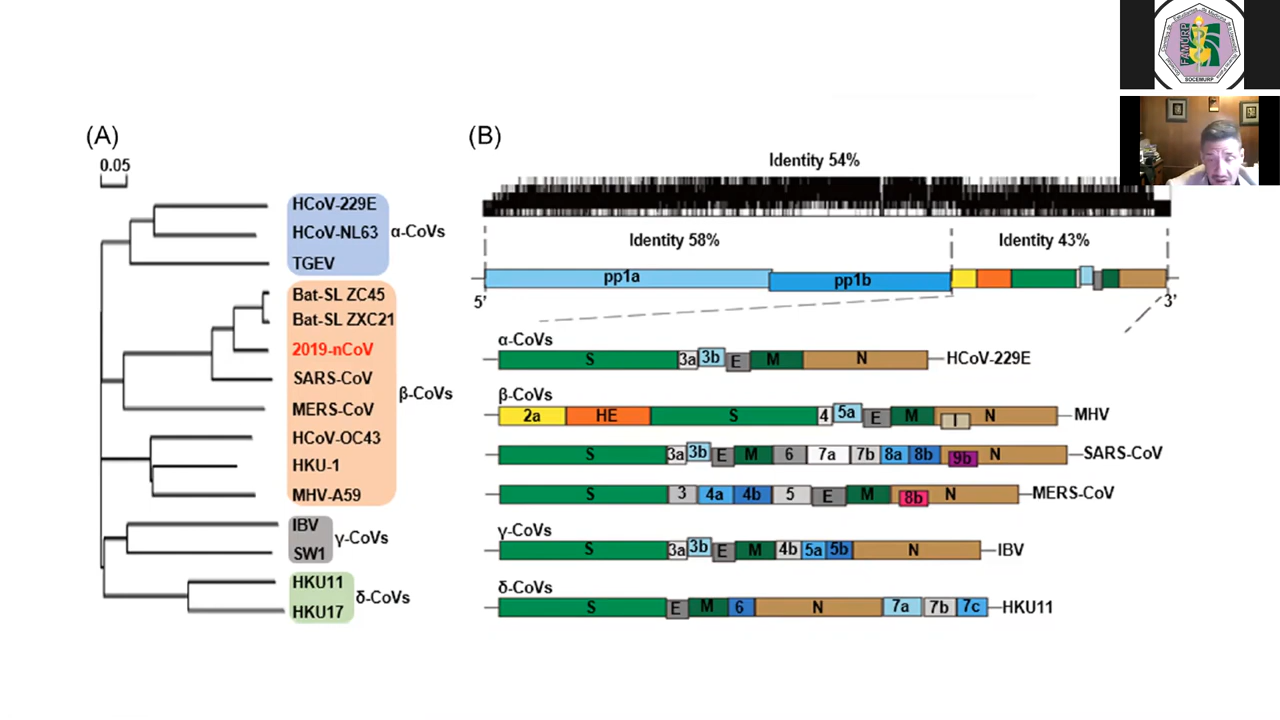 (A)
0.05
HCoV-229E
HCoV-NL63
TGEV
α-CoVs
Bat-SL ZC45
Bat-SL ZXC21
2019-nCoV
SARS-CoV
MERS-CoV
HCoV-OC43
HKU-1
MHV-A59
β-CoVs
IBV
SW1
γ-CoVs
HKU11
HKU17
δ-CoVs
(B)
Identity 54%
Identity 58% Identity 43%
pp1a pp1b
5' 3'
α-CoVs
S 3a 3b E M N HCoV-229E
β-CoVs
2a HE S 4 5a E M I N MHV
S 3a 3b E M 6 7a 7b 8a 8b 9b N SARS-CoV
S 3 4a 4b 5 E M 8b N MERS-CoV
γ-CoVs
S 3a 3b E M 4b 5a 5b N IBV
δ-CoVs
S E M 6 N 7a 7b 7c HKU11
FAMURP
SOCEMURP